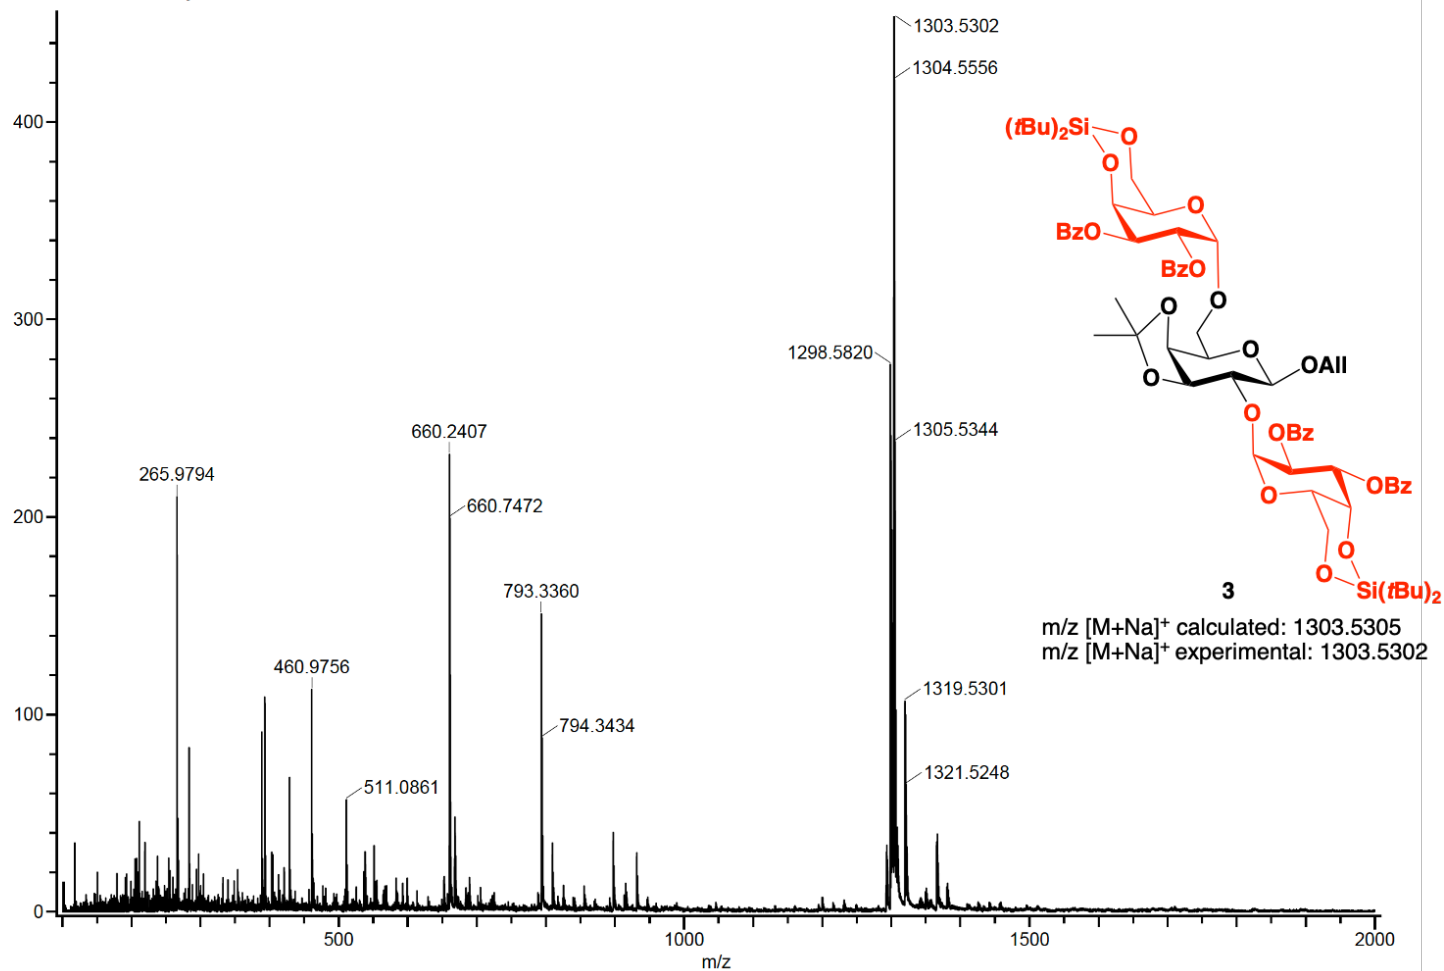 1303.5302
1304.5556
400
(tBu)₂Si
O
O
O
BzO
BzO
O
O
300
1298.5820
O
O
OAll
O
660.2407
1305.5344
OBz
265.9794
OBz
O
660.7472
200
O
O
793.3360
3
Si(tBu)₂
m/z [M+Na]⁺ calculated: 1303.5305
m/z [M+Na]⁺ experimental: 1303.5302
460.9756
1319.5301
100
794.3434
1321.5248
511.0861
0
500
1000
1500
2000
m/z